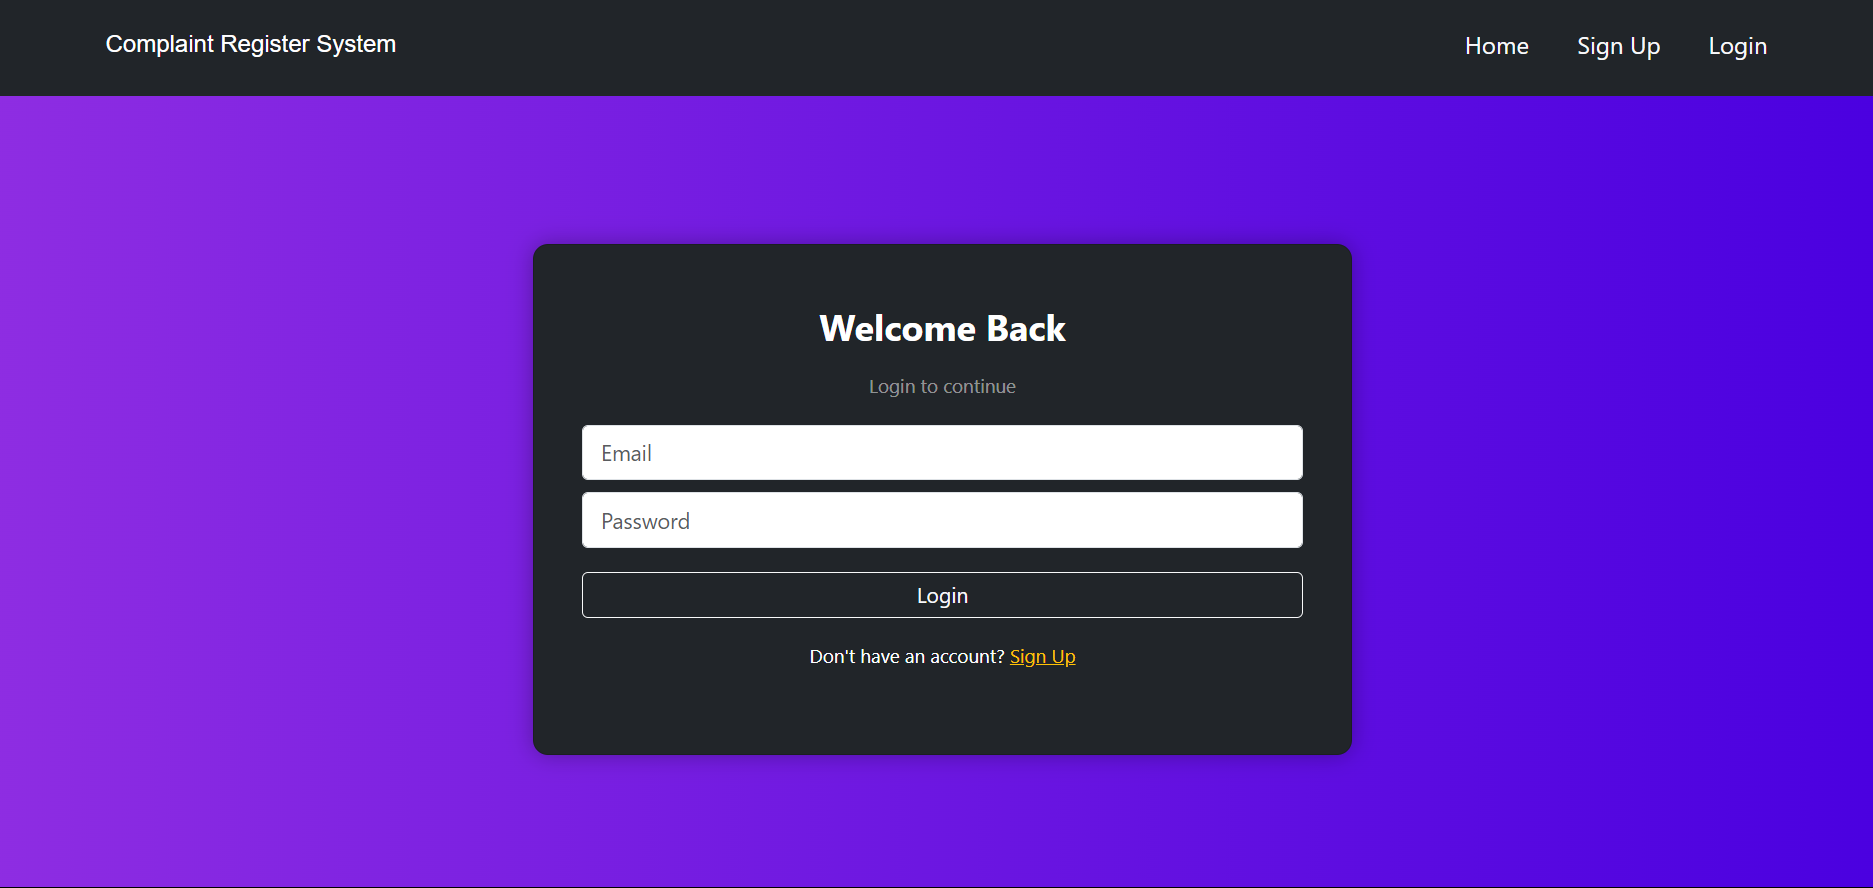 Complaint Register System
Home Sign Up Login
Welcome Back
Login to continue
Email
Password
Login
Don't have an account? Sign Up